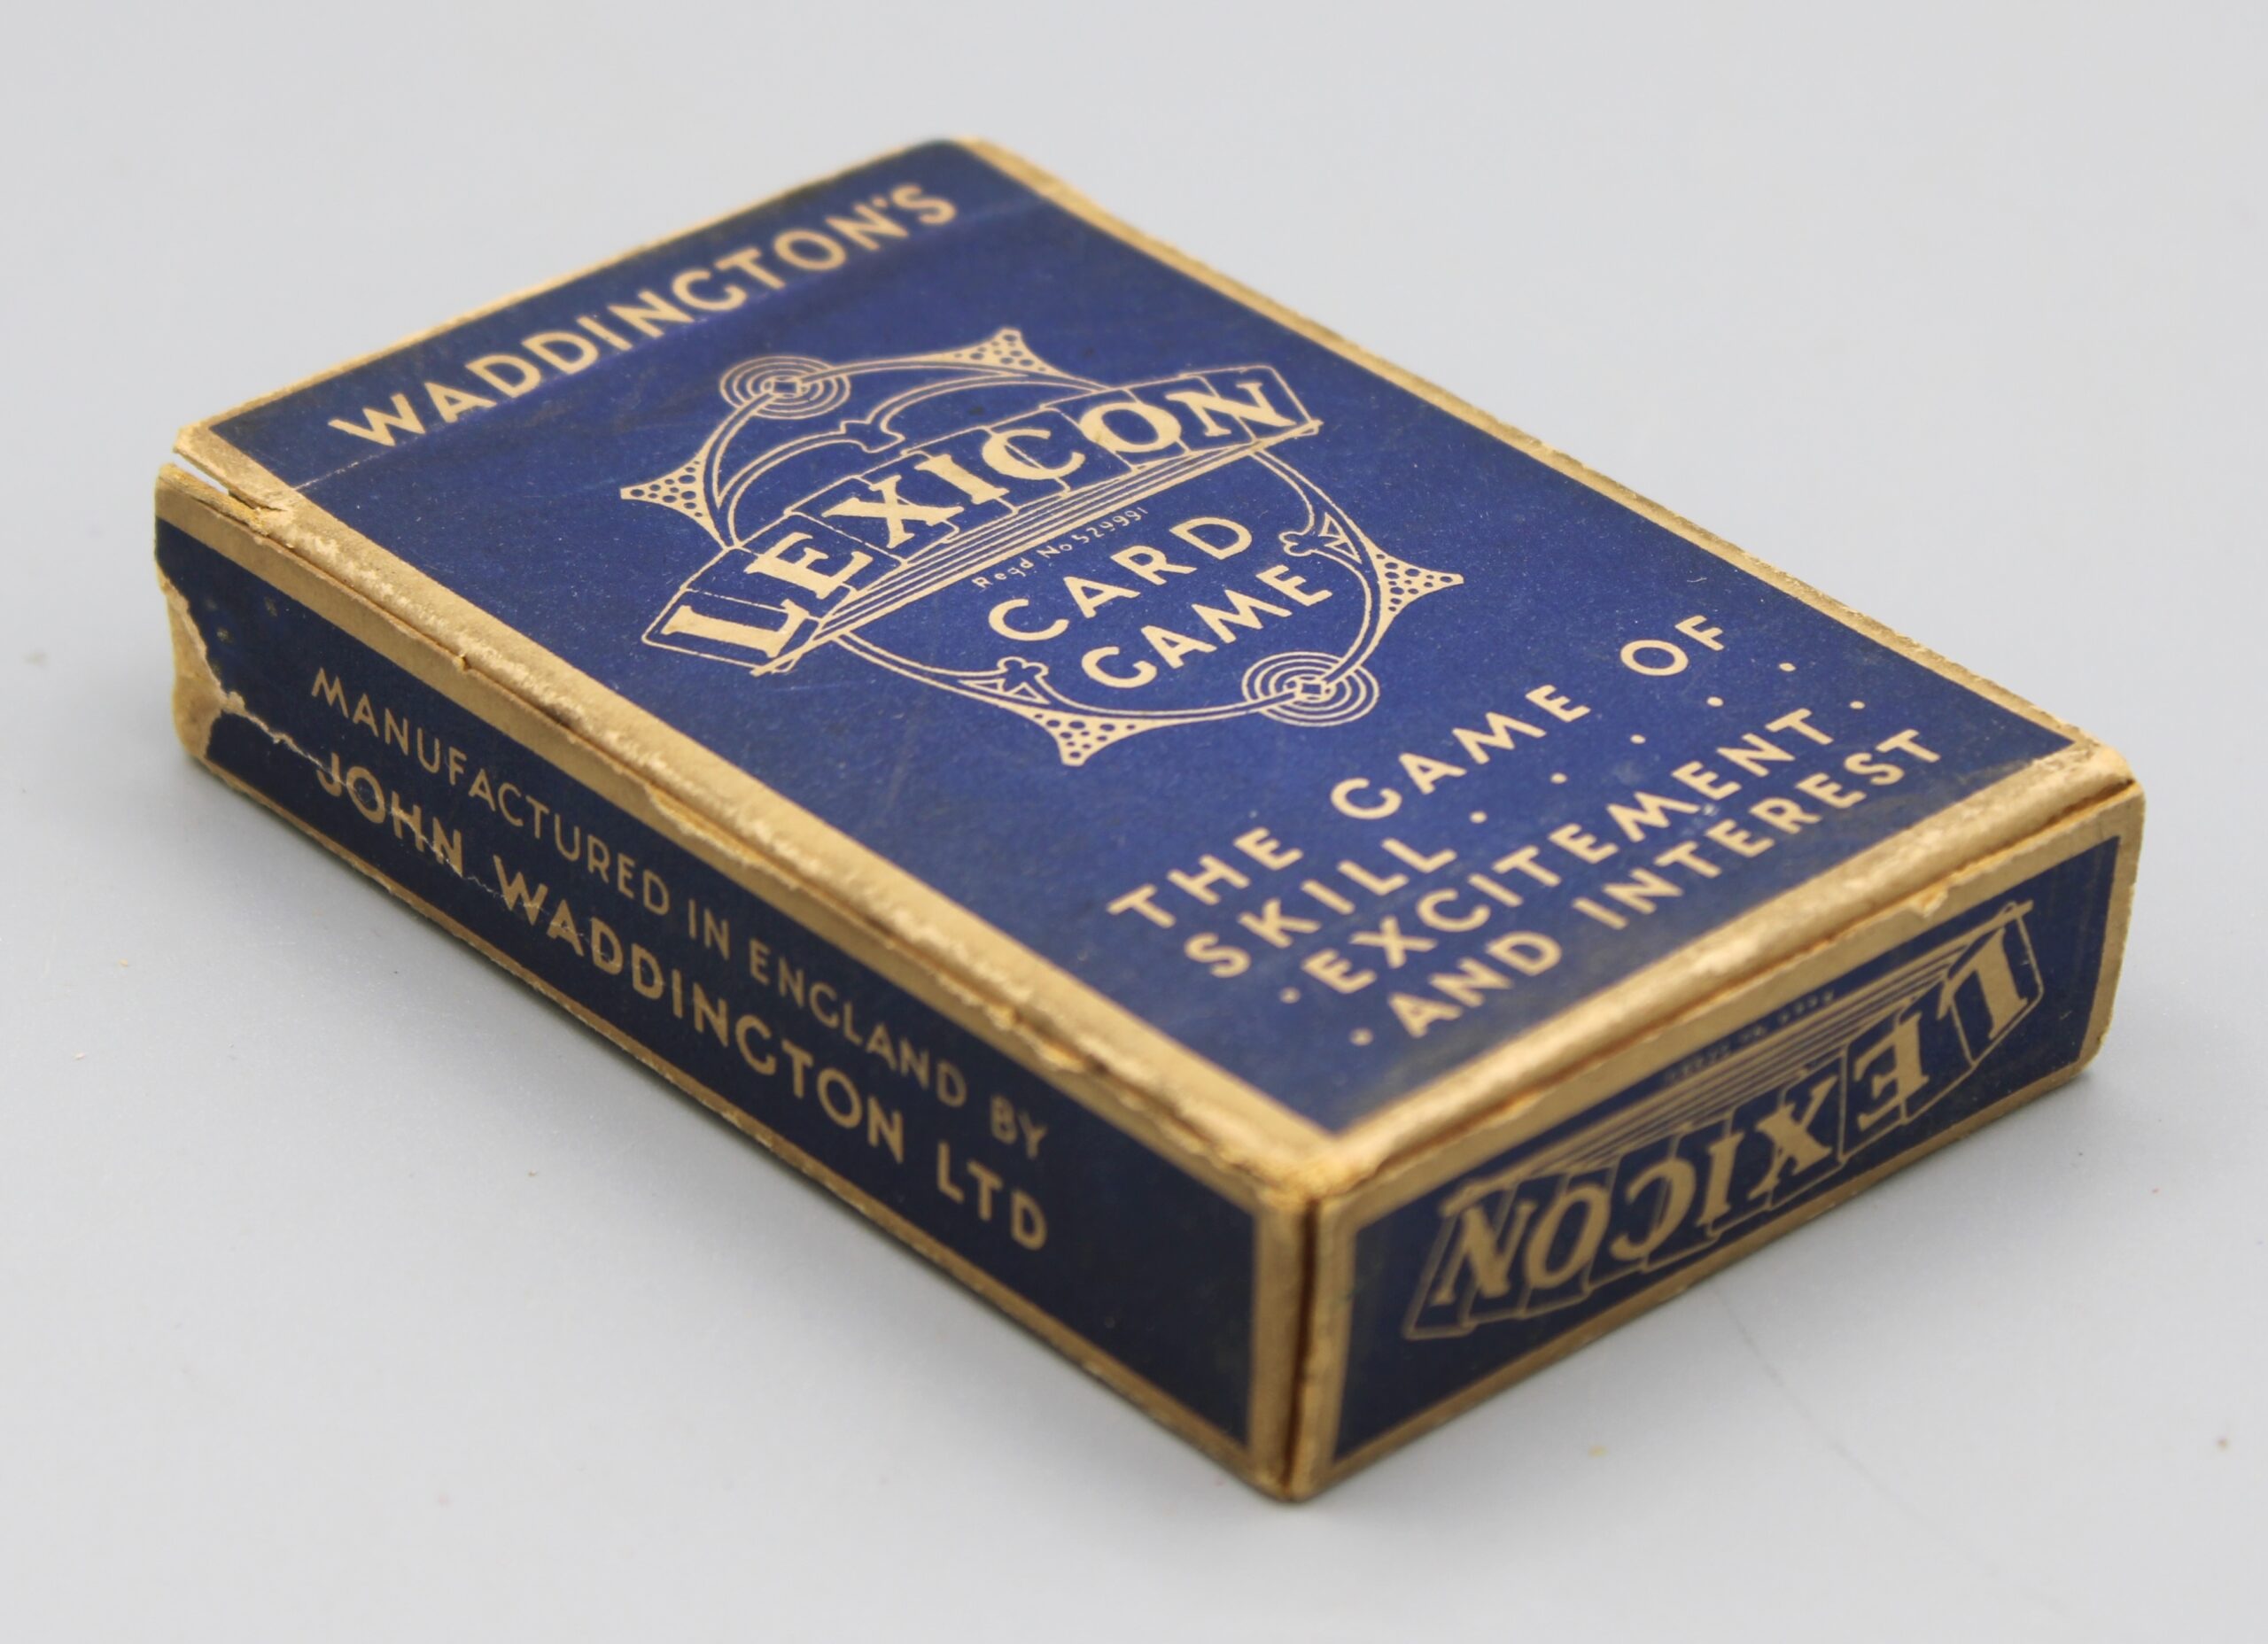 WADDINGTON'S
LEXICON
Regd No 529991
CARD
GAME
THE GAME OF
SKILL . . . . . .
. EXCITEMENT .
. AND INTEREST
MANUFACTURED IN ENGLAND BY
JOHN WADDINGTON LTD
LEXICON